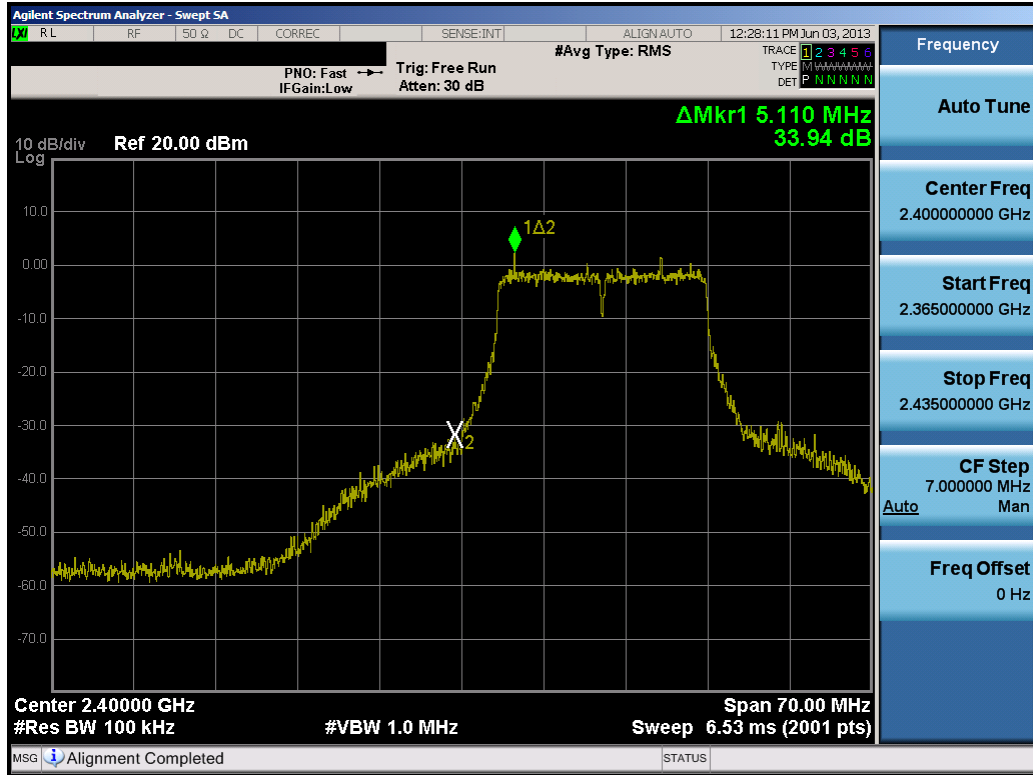 Agilent Spectrum Analyzer - Swept SA
LXI RL RF 50 Ω DC CORREC SENSE:INT ALIGN AUTO 12:28:11 PM Jun 03, 2013
#Avg Type: RMS
TRACE 1 2 3 4 5 6
PNO: Fast Trig: Free Run
TYPE M WWWWW
IFGain:Low Atten: 30 dB
DET P N N N N N
ΔMkr1 5.110 MHz
33.94 dB
10 dB/div Ref 20.00 dBm
Log
10.0
1Δ2
0.00
-10.0
-20.0
-30.0
X2
-40.0
-50.0
-60.0
-70.0
Center 2.40000 GHz Span 70.00 MHz
#Res BW 100 kHz #VBW 1.0 MHz Sweep 6.53 ms (2001 pts)
MSG Alignment Completed STATUS
Frequency
Auto Tune
Center Freq
2.400000000 GHz
Start Freq
2.365000000 GHz
Stop Freq
2.435000000 GHz
CF Step
7.000000 MHz
Auto Man
Freq Offset
0 Hz